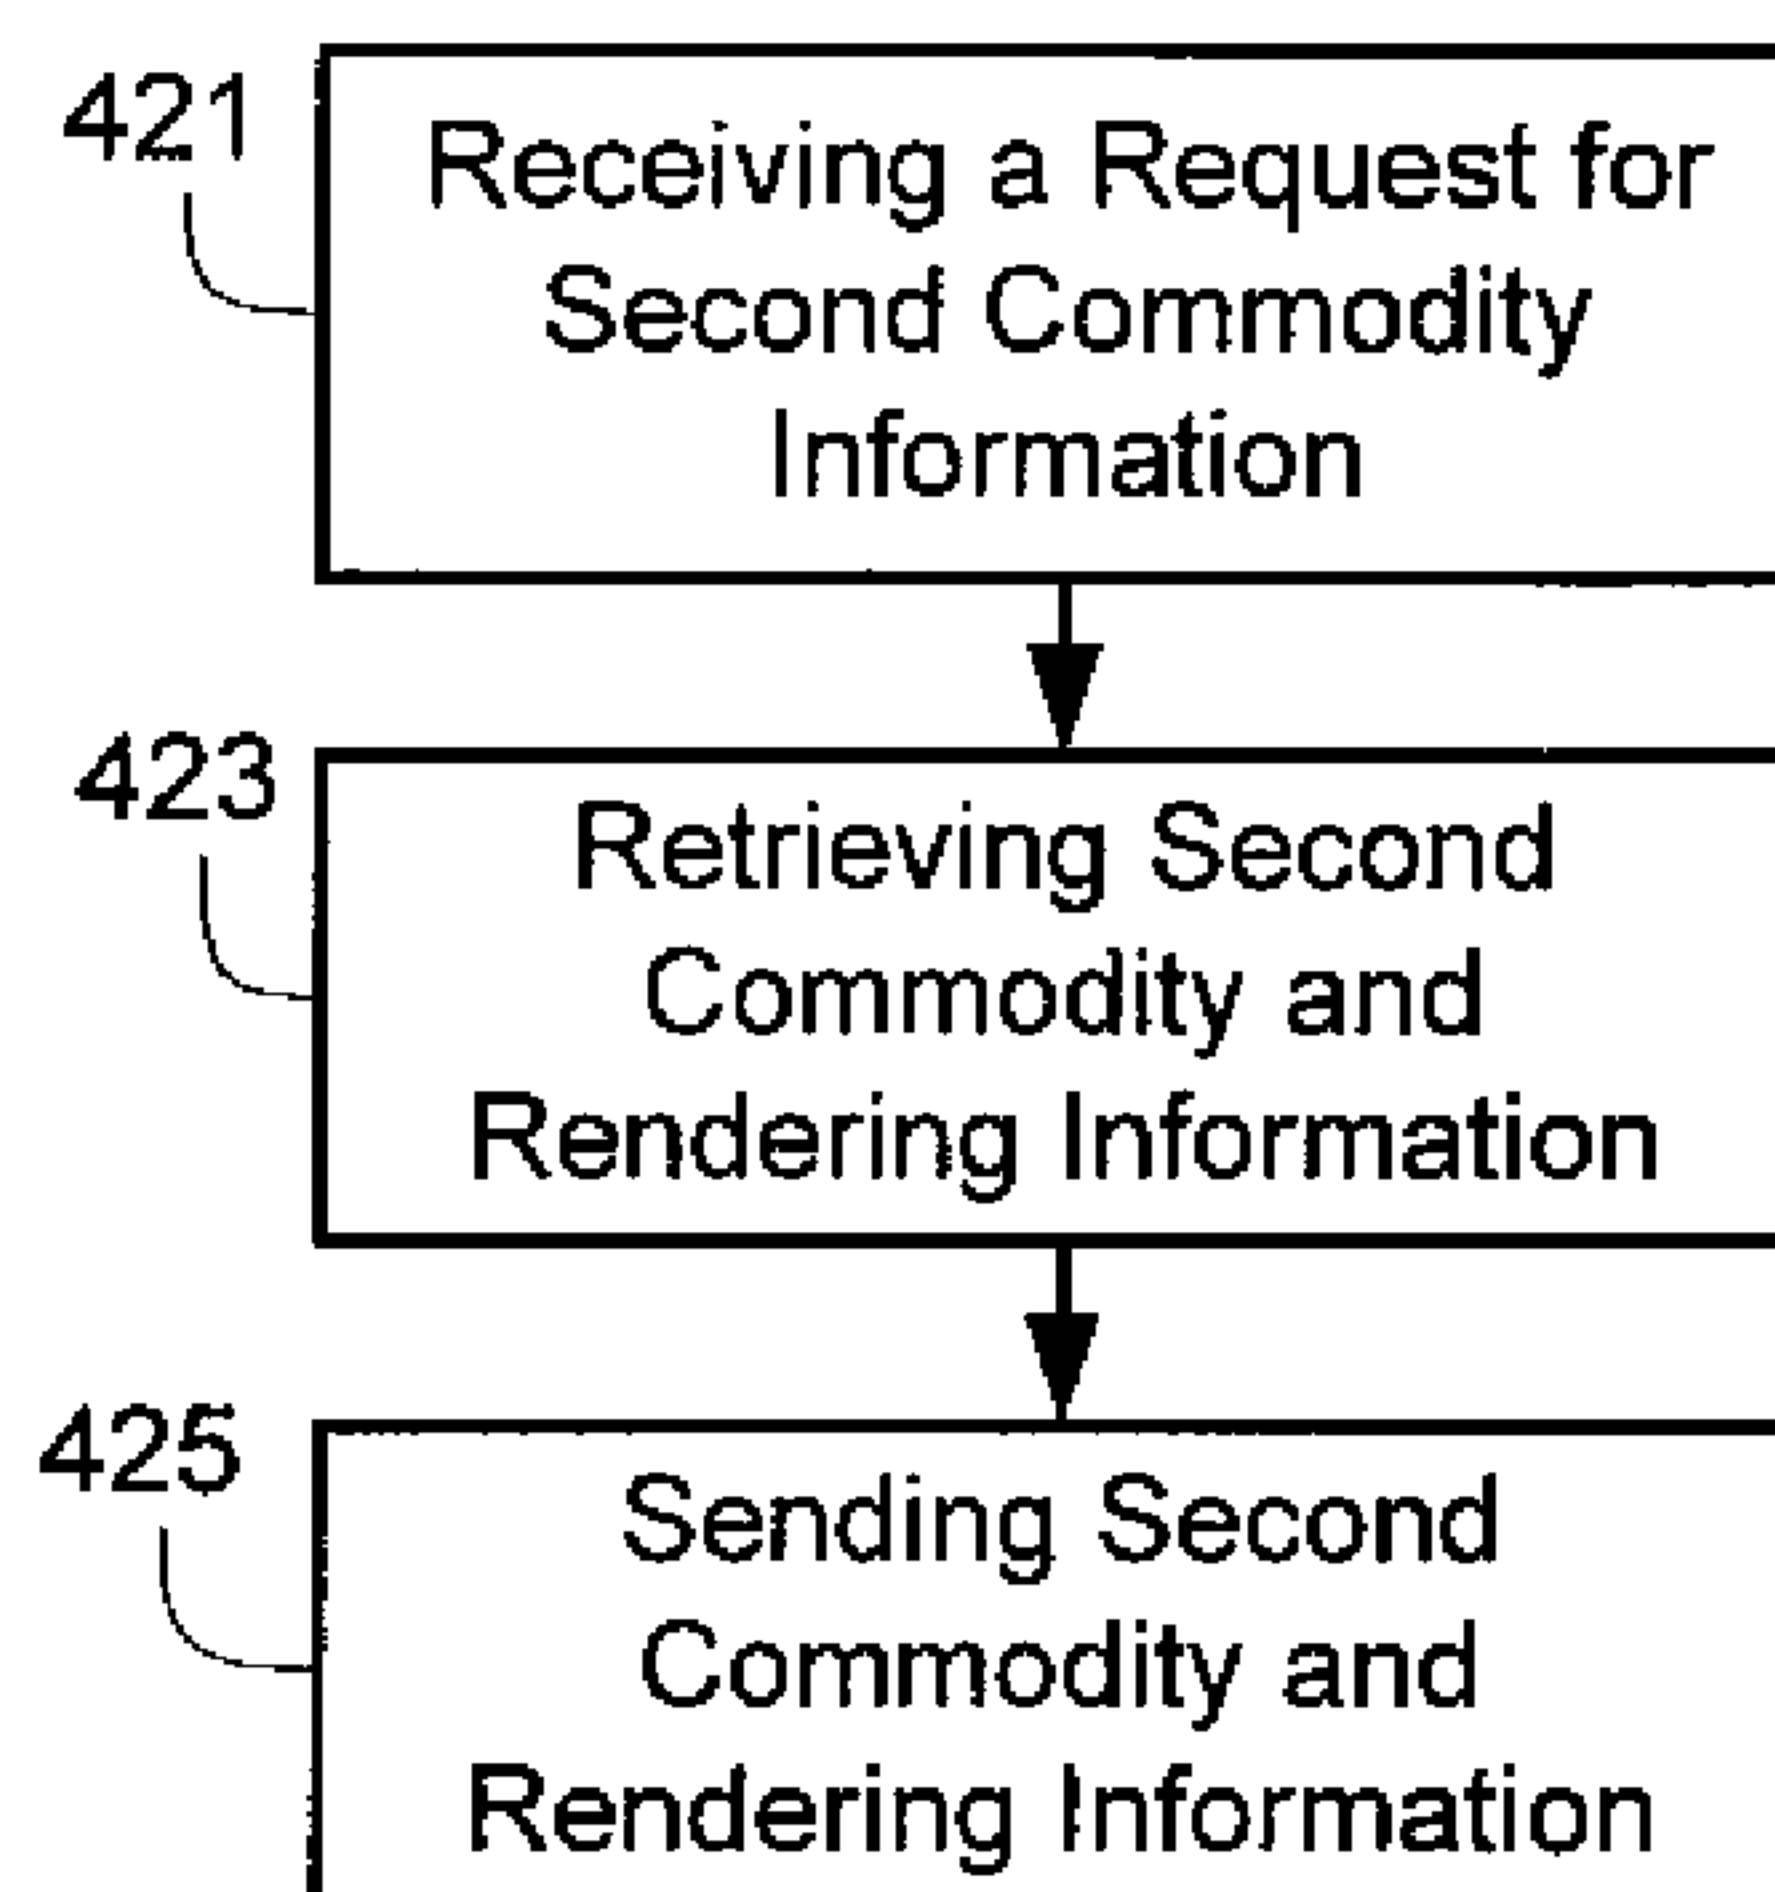 421
Receiving a Request for
Second Commodity
Information
423
Retrieving Second
Commodity and
Rendering Information
425
Sending Second
Commodity and
Rendering Information